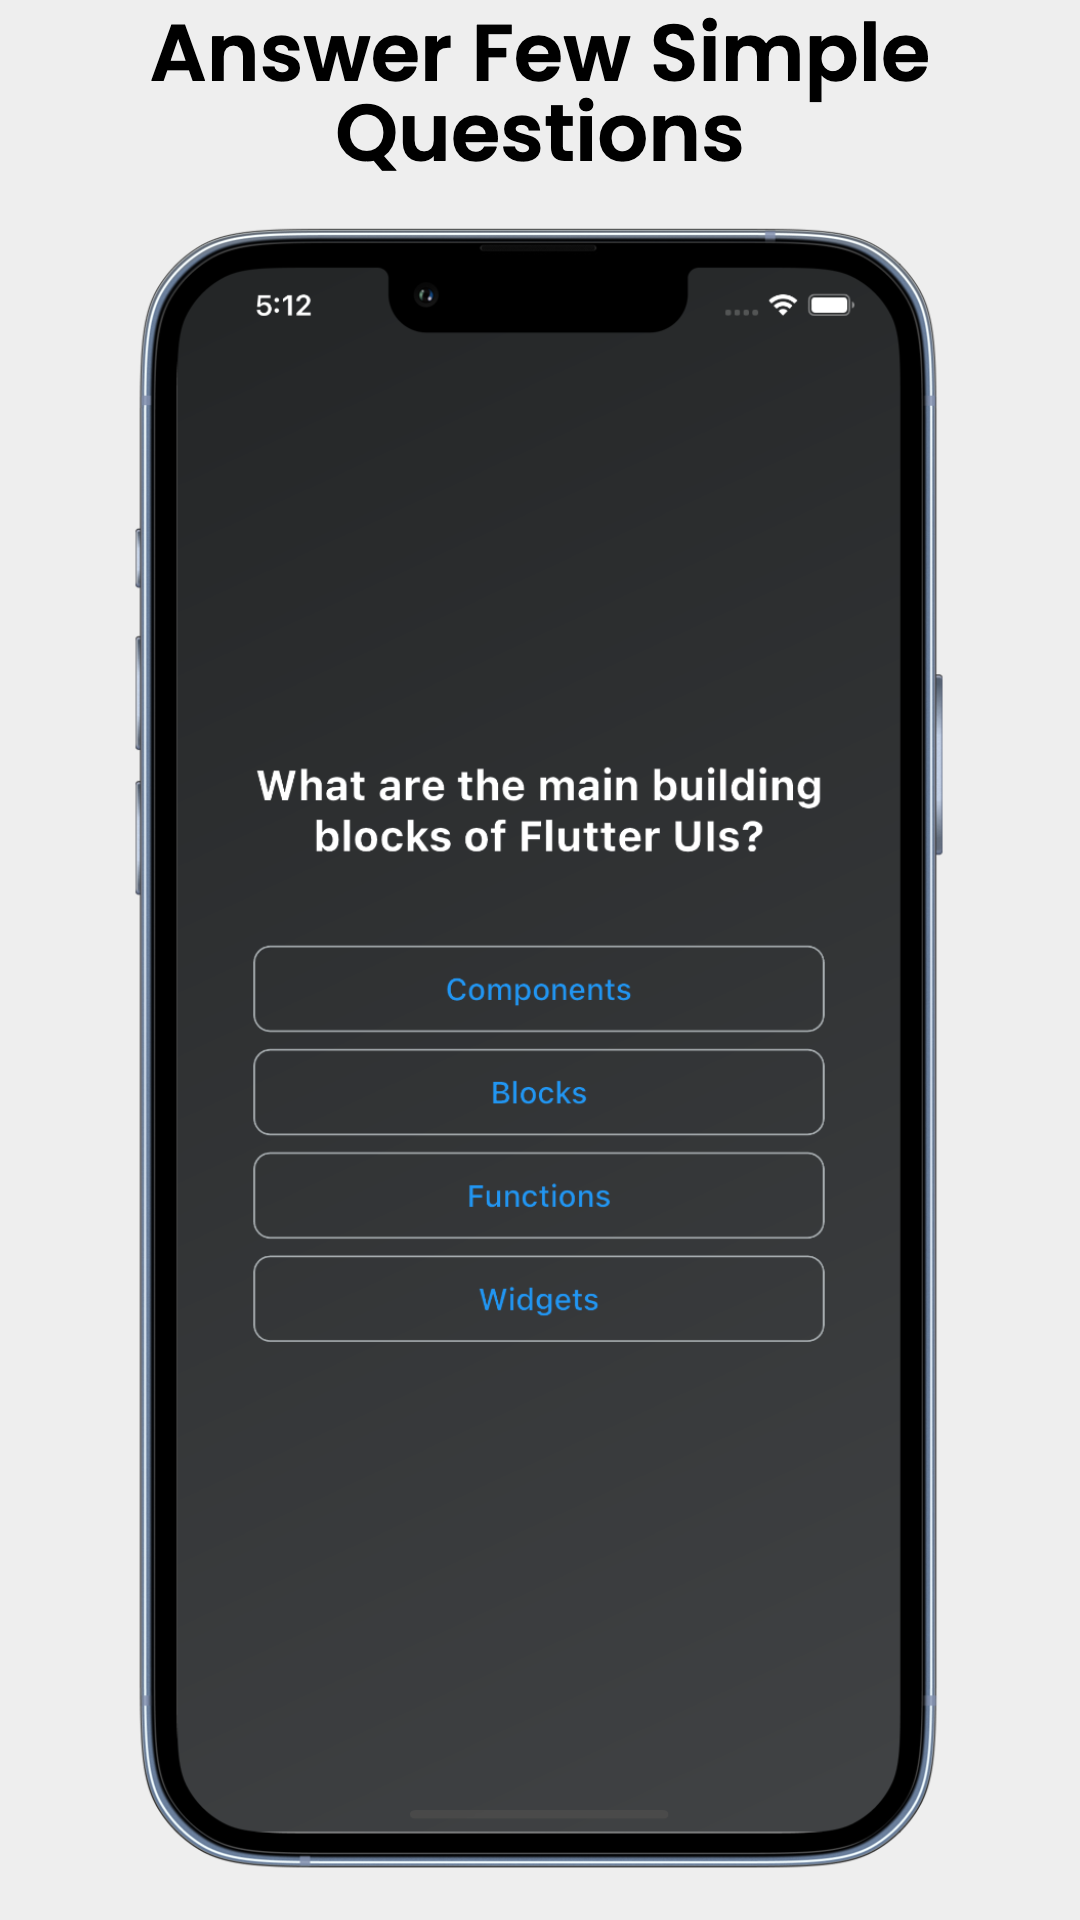 Answer Few Simple
Questions
5:12
What are the main building
blocks of Flutter UIs?
Components
Blocks
Functions
Widgets